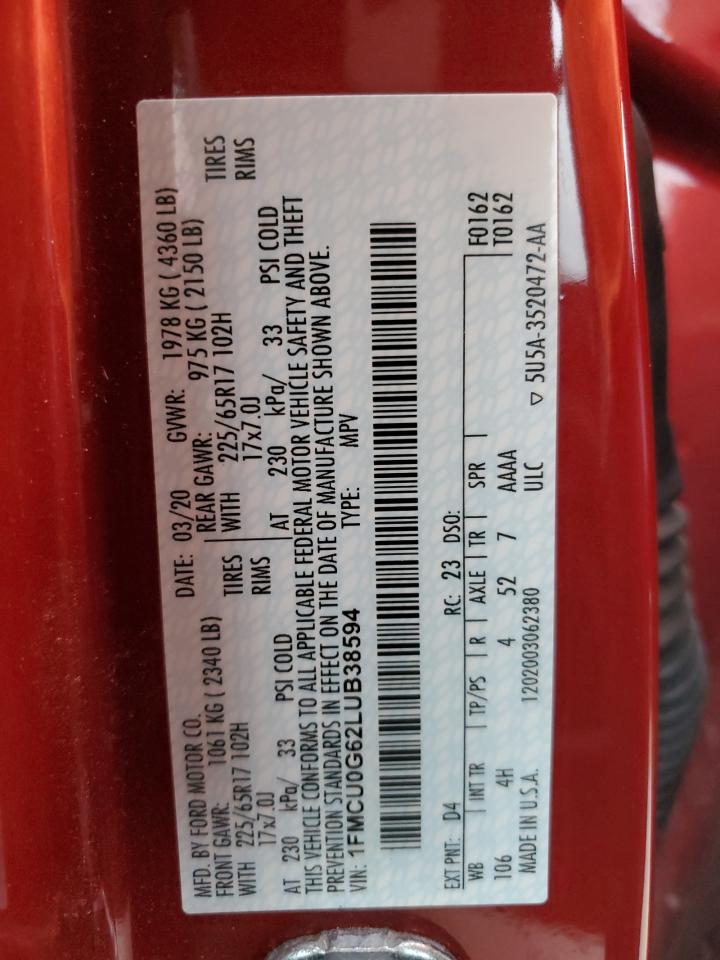 MFD. BY FORD MOTOR CO. DATE: 03/20 GVWR: 1978 KG ( 4360 LB)
FRONT GAWR: 1061 KG ( 2340 LB) REAR GAWR: 975 KG ( 2150 LB)
WITH 225/65R17 102H TIRES WITH 225/65R17 102H TIRES
17x7.0J RIMS 17x7.0J RIMS
AT 230 kPa/ 33 PSI COLD AT 230 kPa/ 33 PSI COLD
THIS VEHICLE CONFORMS TO ALL APPLICABLE FEDERAL MOTOR VEHICLE SAFETY AND THEFT
PREVENTION STANDARDS IN EFFECT ON THE DATE OF MANUFACTURE SHOWN ABOVE.
VIN: 1FMCU0G62LUB38594 TYPE: MPV
EXT PNT: D4 RC: 23 DSO:
WB INT TR TP/PS R AXLE TR SPR F0162
106 4H 4 52 7 AAAA T0162
MADE IN U.S.A. 1202003062380 ULC
▽ 5U5A-3520472-AA